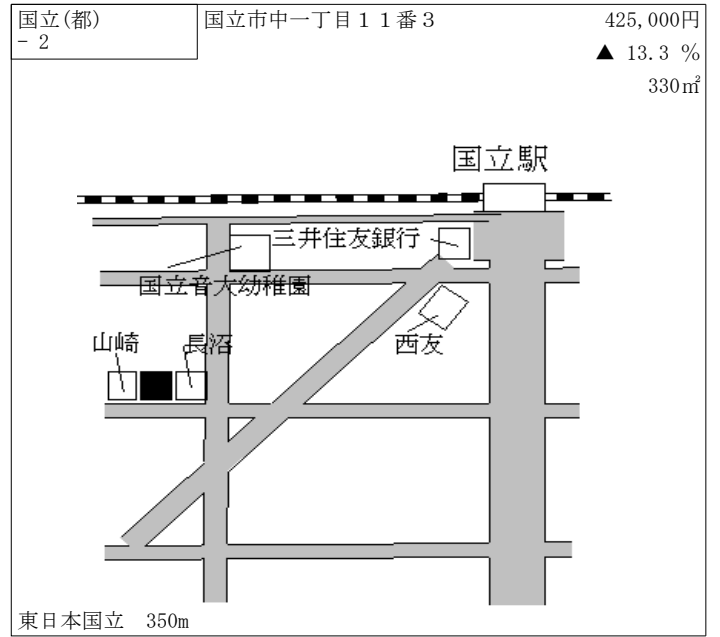 国立(都)
- 2
国立市中一丁目１１番３
425,000円
▲ 13.3 %
330㎡
国立駅
三井住友銀行
国立音大幼稚園
山崎
長沼
西友
東日本国立 350m